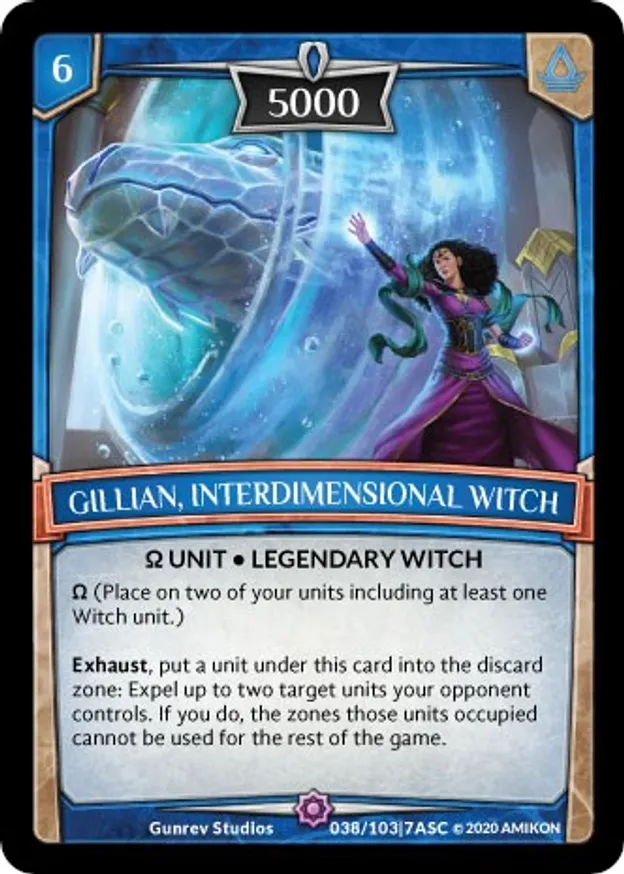 6
5000
GILLIAN, INTERDIMENSIONAL WITCH
Ω UNIT • LEGENDARY WITCH
Ω (Place on two of your units including at least one
Witch unit.)
Exhaust, put a unit under this card into the discard
zone: Expel up to two target units your opponent
controls. If you do, the zones those units occupied
cannot be used for the rest of the game.
Gunrev Studios 038/103|7ASC © 2020 AMIKON